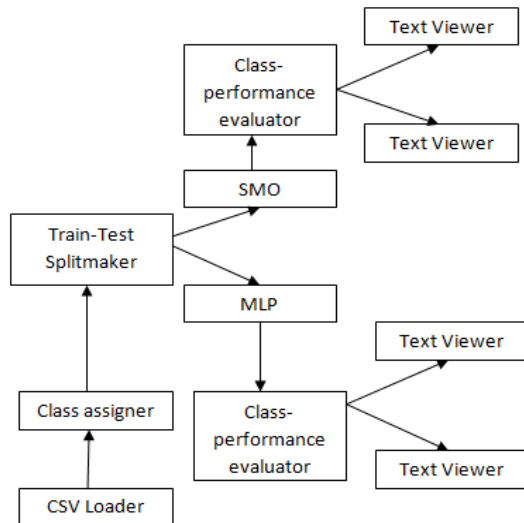 Text Viewer
Class-
performance
evaluator
Text Viewer
SMO
Train-Test
Splitmaker
MLP
Text Viewer
Class assigner
Class-
performance
evaluator
Text Viewer
CSV Loader